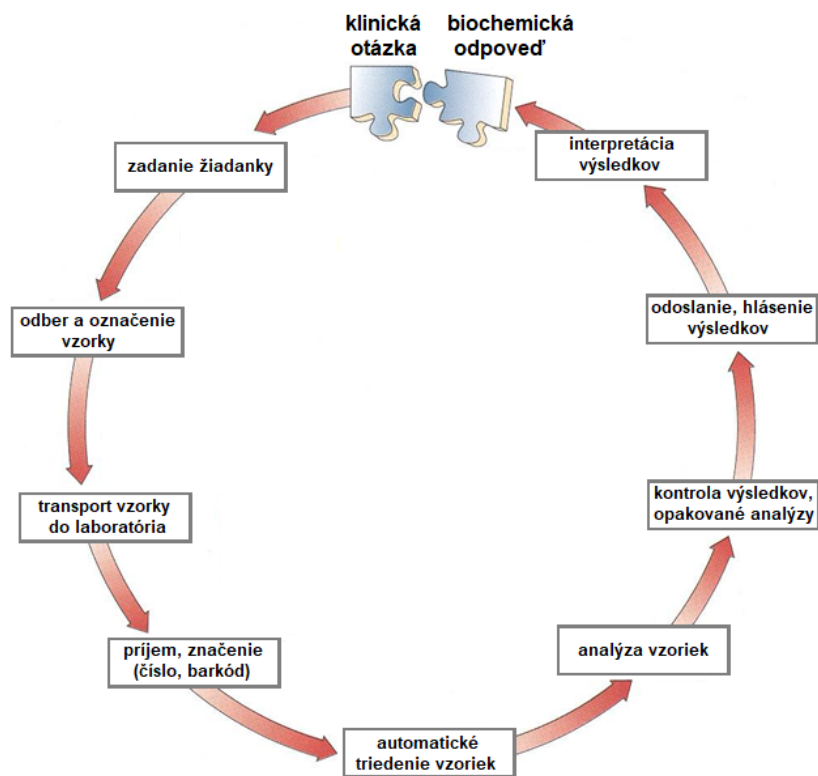 klinická
otázka
biochemická
odpoveď
zadanie žiadanky
odber a označenie
vzorky
transport vzorky
do laboratória
príjem, značenie
(číslo, barkód)
automatické
triedenie vzoriek
analýza vzoriek
kontrola výsledkov,
opakované analýzy
odoslanie, hlásenie
výsledkov
interpretácia
výsledkov